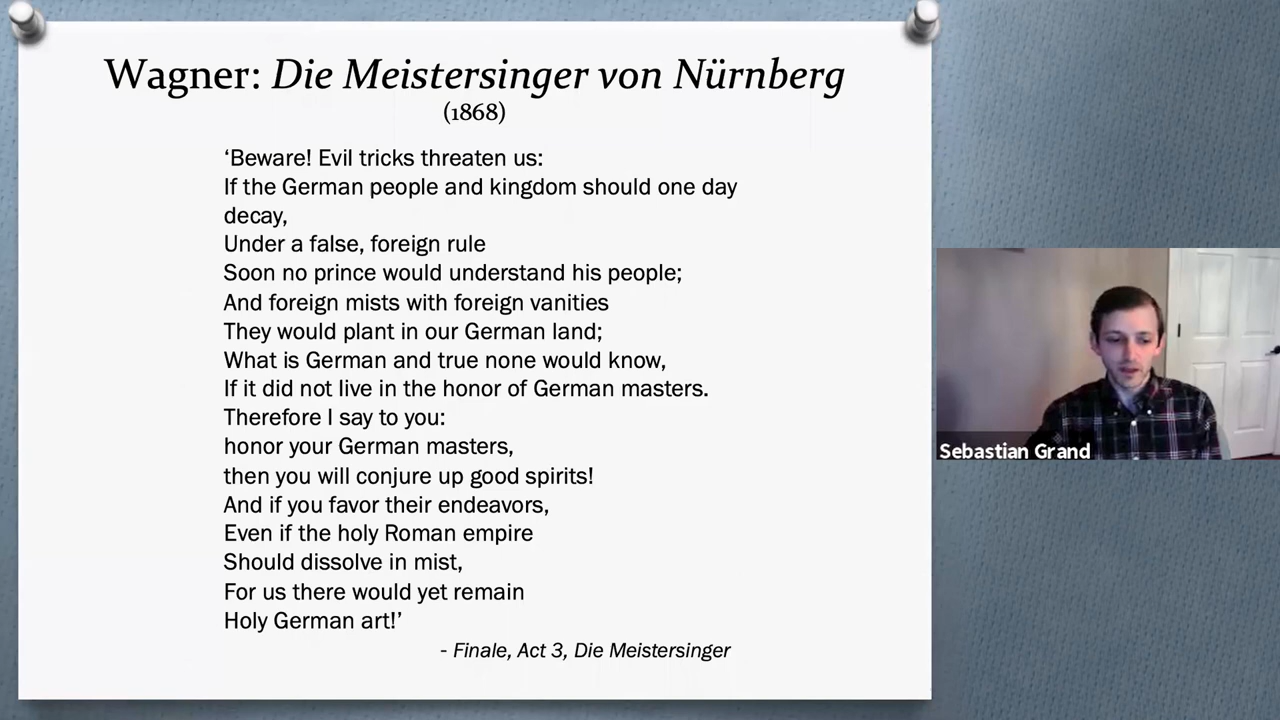 Wagner: Die Meistersinger von Nürnberg
(1868)
‘Beware! Evil tricks threaten us:
If the German people and kingdom should one day
decay,
Under a false, foreign rule
Soon no prince would understand his people;
And foreign mists with foreign vanities
They would plant in our German land;
What is German and true none would know,
If it did not live in the honor of German masters.
Therefore I say to you:
honor your German masters,
then you will conjure up good spirits!
And if you favor their endeavors,
Even if the holy Roman empire
Should dissolve in mist,
For us there would yet remain
Holy German art!’
- Finale, Act 3, Die Meistersinger
Sebastian Grand